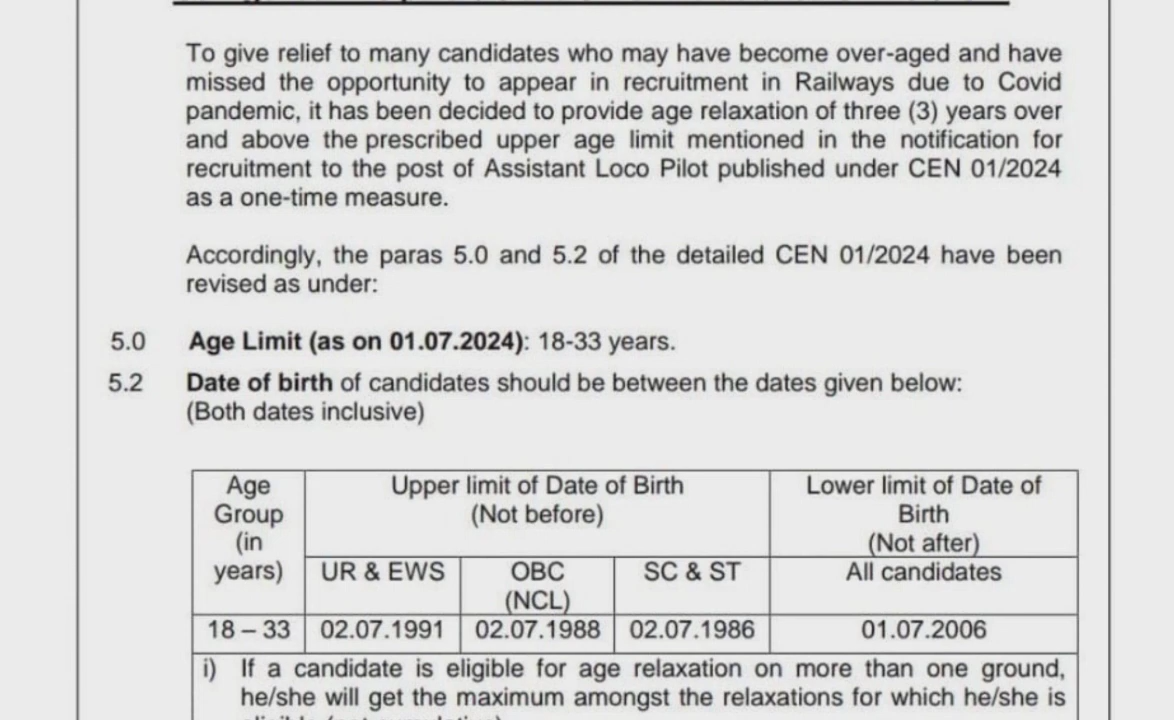 To give relief to many candidates who may have become over-aged and have
missed the opportunity to appear in recruitment in Railways due to Covid
pandemic, it has been decided to provide age relaxation of three (3) years over
and above the prescribed upper age limit mentioned in the notification for
recruitment to the post of Assistant Loco Pilot published under CEN 01/2024
as a one-time measure.
Accordingly, the paras 5.0 and 5.2 of the detailed CEN 01/2024 have been
revised as under:
5.0 Age Limit (as on 01.07.2024): 18-33 years.
5.2 Date of birth of candidates should be between the dates given below:
(Both dates inclusive)
Age Group (in years)
Upper limit of Date of Birth
(Not before)
Lower limit of Date of
Birth
(Not after)
UR & EWS
OBC
(NCL)
SC & ST
All candidates
18 – 33 02.07.1991 02.07.1988 02.07.1986 01.07.2006
i) If a candidate is eligible for age relaxation on more than one ground,
he/she will get the maximum amongst the relaxations for which he/she is